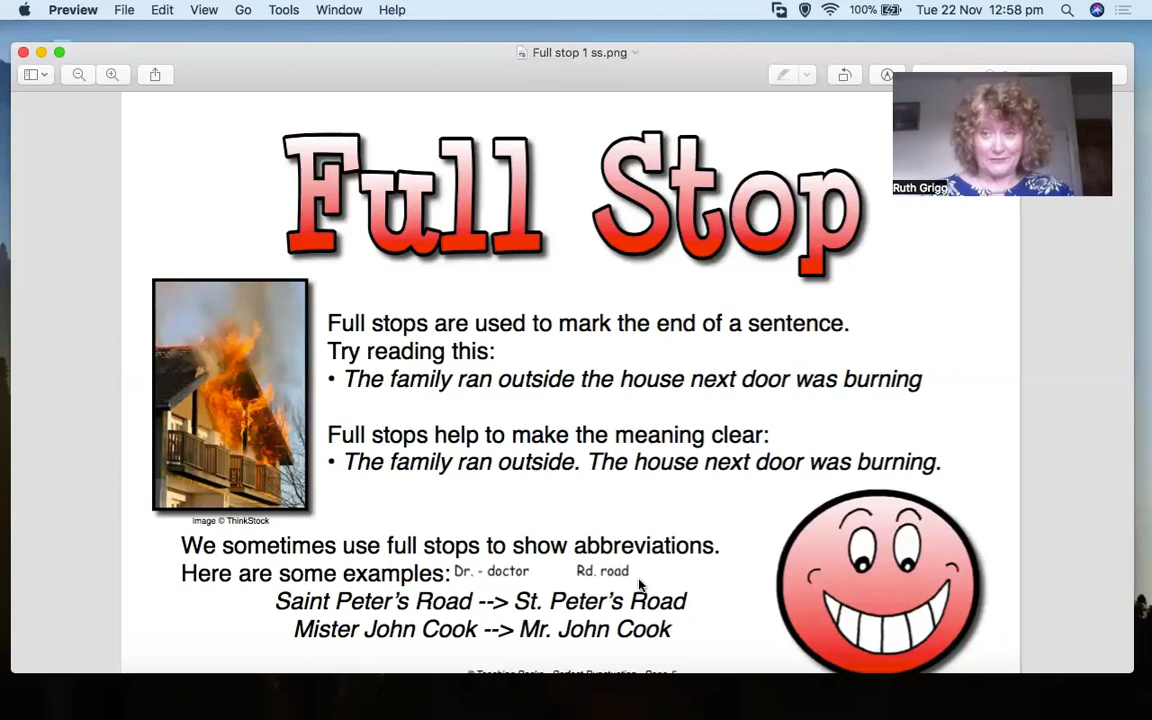 Preview File Edit View Go Tools Window Help 100% Tue 22 Nov 12:58 pm
Full stop 1 ss.png
Ruth Grigg
Full Stop
Full stops are used to mark the end of a sentence.
Try reading this:
• The family ran outside the house next door was burning
Full stops help to make the meaning clear:
• The family ran outside. The house next door was burning.
Image © ThinkStock
We sometimes use full stops to show abbreviations.
Here are some examples: Dr. - doctor Rd. road
Saint Peter's Road --> St. Peter's Road
Mister John Cook --> Mr. John Cook